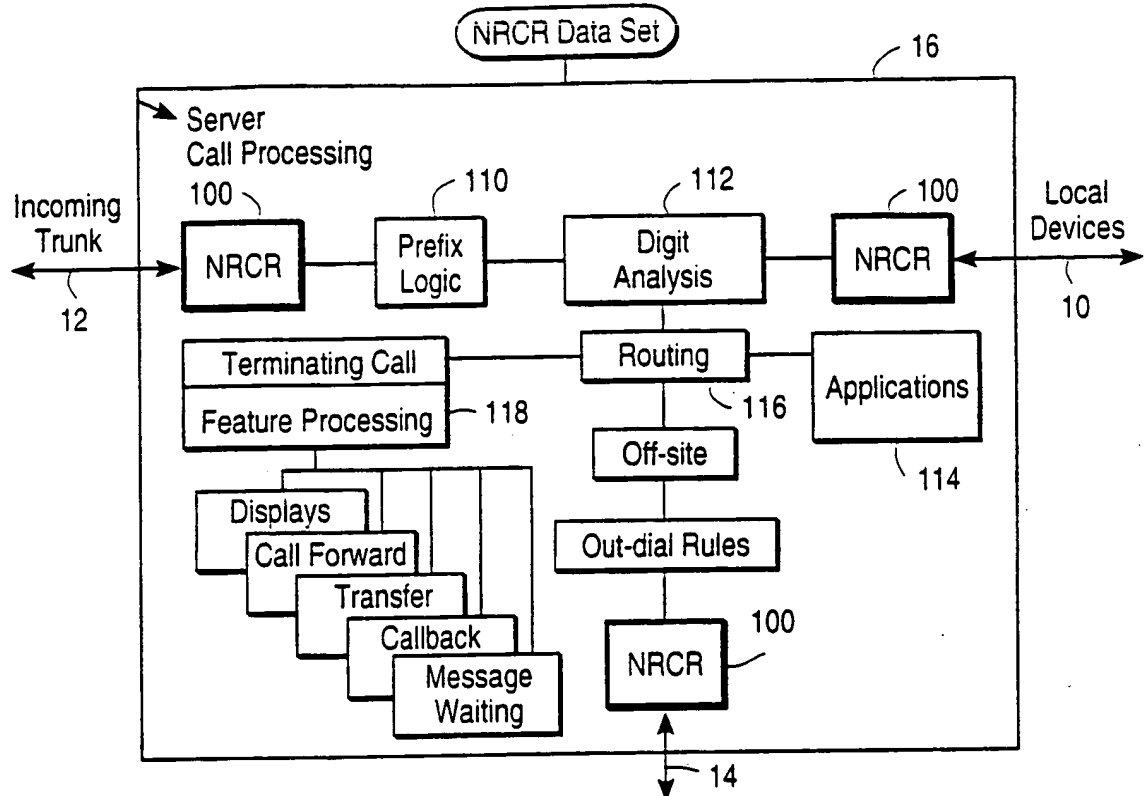 NRCR Data Set
16
Server
Call Processing
100
110
112
100
Incoming
Trunk
Local
Devices
NRCR
Prefix
Logic
Digit
Analysis
NRCR
12
10
Terminating Call
Routing
Applications
Feature Processing
118
116
114
Off-site
Displays
Call Forward
Out-dial Rules
Transfer
Callback
Message
Waiting
NRCR
100
14